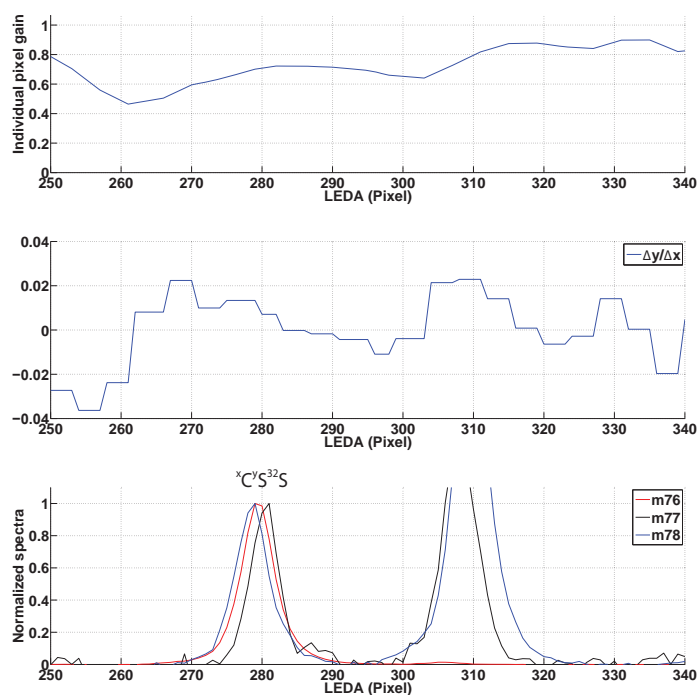 Individual pixel gain
1
0.8
0.6
0.4
0.2
0
250 260 270 280 290 300 310 320 330 340
LEDA (Pixel)
0.04
0.02
0
−0.02
−0.04
Δy/Δx
250 260 270 280 290 300 310 320 330 340
LEDA (Pixel)
ˣCʸS³²S
Normalized spectra
1
0.8
0.6
0.4
0.2
0
m76
m77
m78
250 260 270 280 290 300 310 320 330 340
LEDA (Pixel)